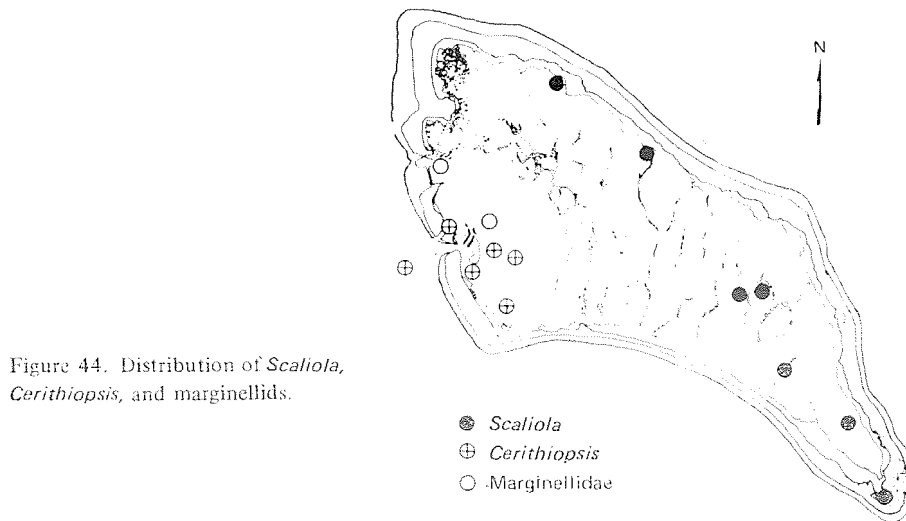 N
Figure 44. Distribution of Scaliola,
Cerithiopsis, and marginellids.
Scaliola
Cerithiopsis
Marginellidae